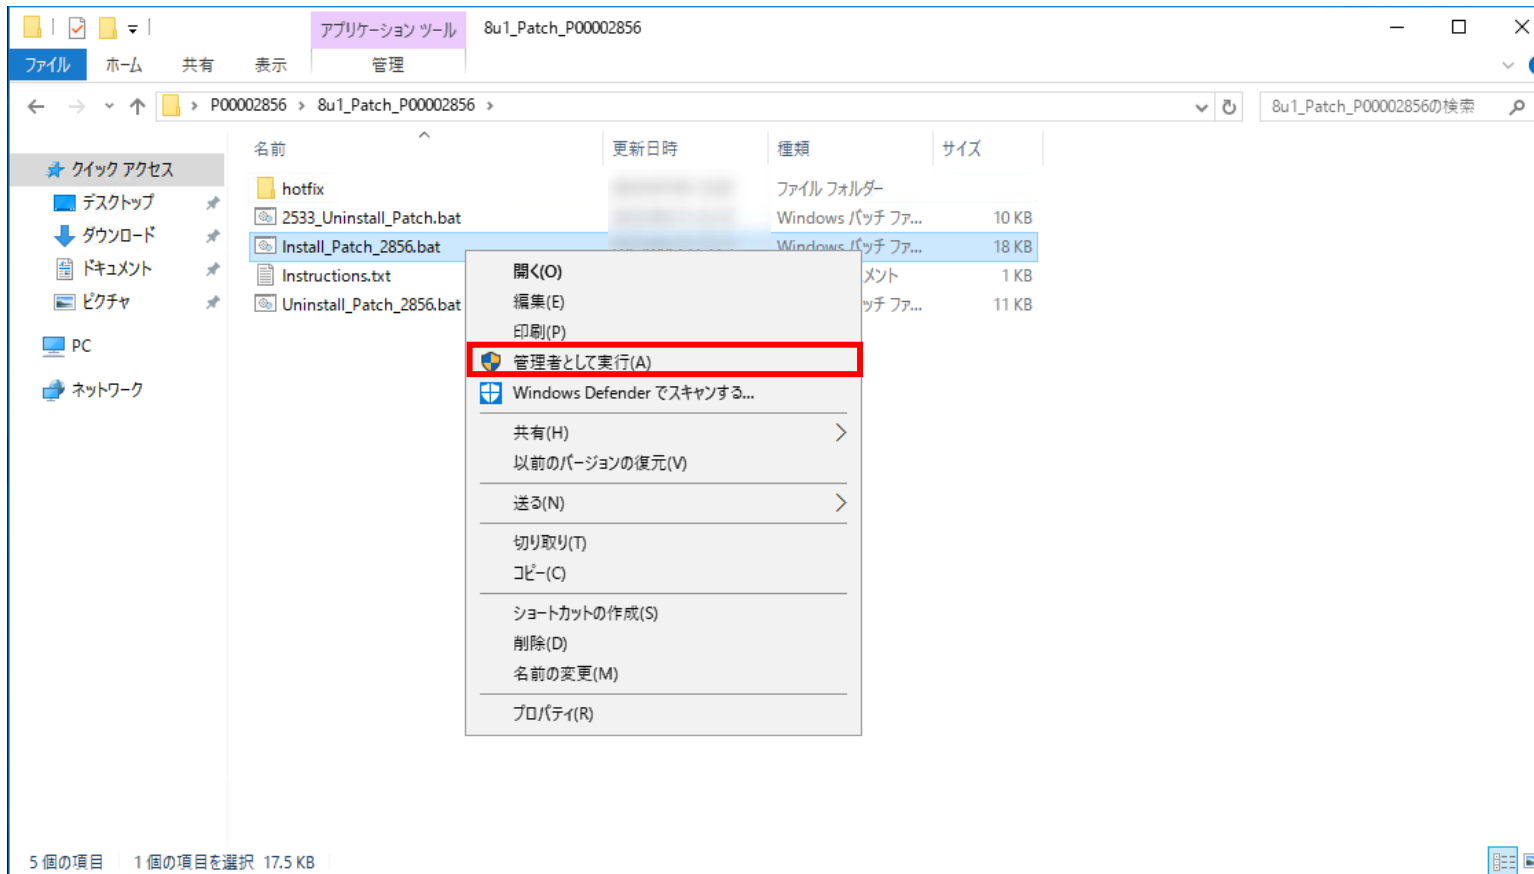 アプリケーション ツール 8u1_Patch_P00002856
ファイル ホーム 共有 表示 管理
P00002856 › 8u1_Patch_P00002856 › 8u1_Patch_P00002856の検索
名前 更新日時 種類 サイズ
クイック アクセス
デスクトップ
ダウンロード
ドキュメント
ピクチャ
PC
ネットワーク
hotfix ファイル フォルダー
2533_Uninstall_Patch.bat Windows バッチ ファ... 10 KB
Install_Patch_2856.bat Windows バッチ ファ... 18 KB
Instructions.txt メント 1 KB
Uninstall_Patch_2856.bat ッチ ファ... 11 KB
開く(O)
編集(E)
印刷(P)
管理者として実行(A)
Windows Defender でスキャンする...
共有(H)
以前のバージョンの復元(V)
送る(N)
切り取り(T)
コピー(C)
ショートカットの作成(S)
削除(D)
名前の変更(M)
プロパティ(R)
5 個の項目 1 個の項目を選択 17.5 KB